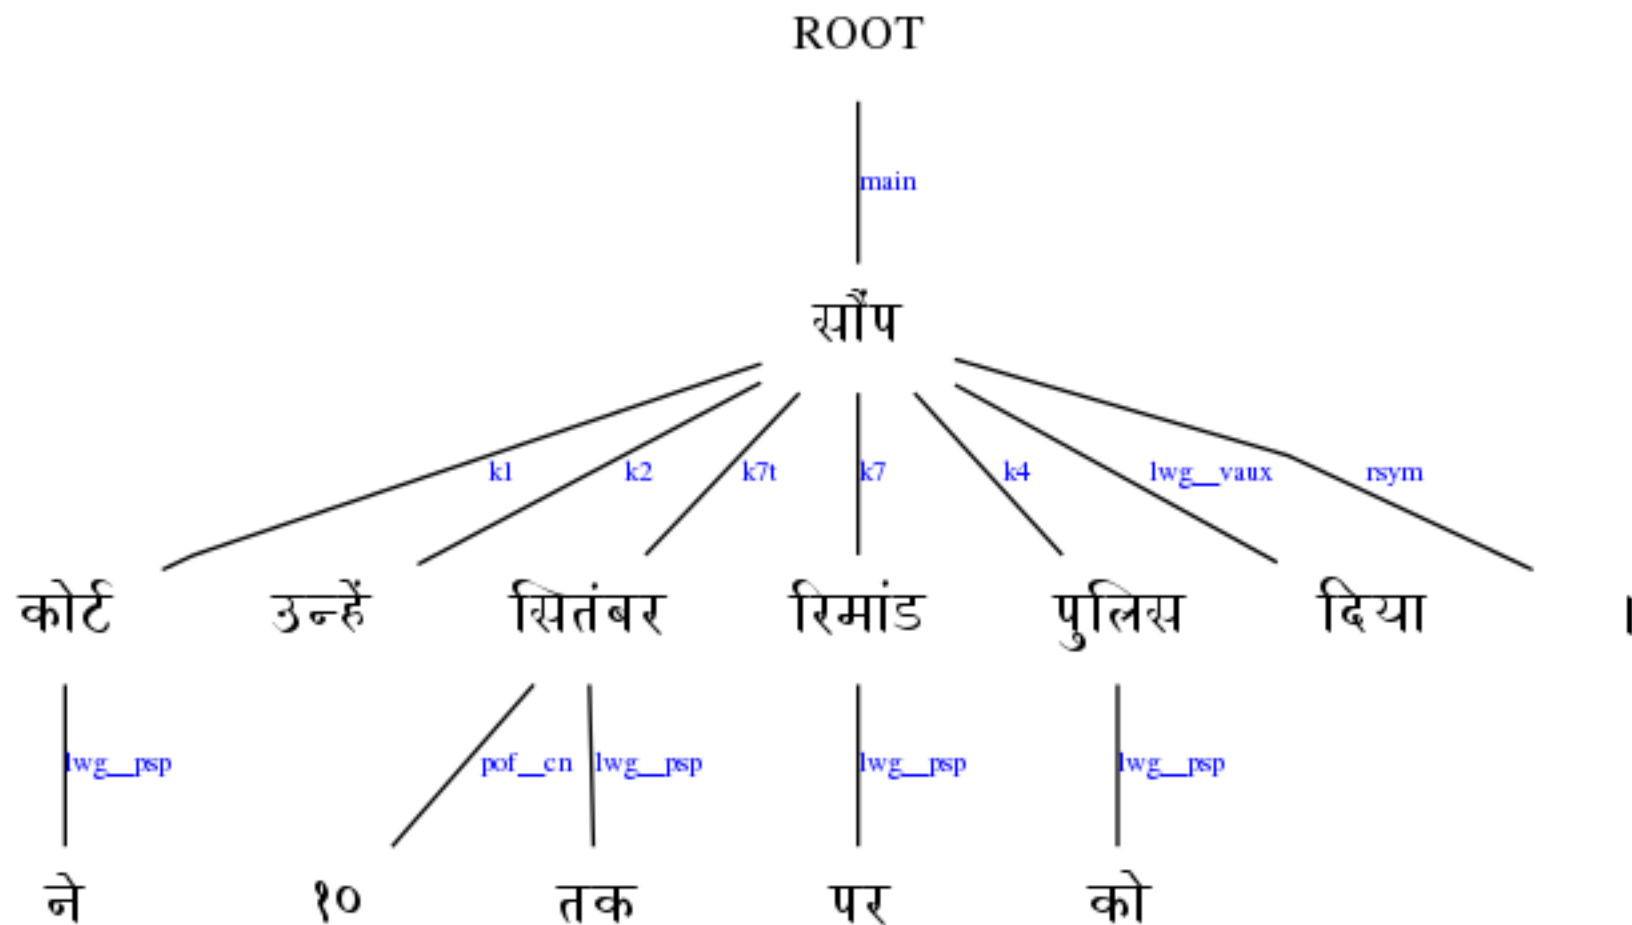 ROOT
main
सौंप
k1 k2 k7t k7 k4 lwg__vaux rsym
कोर्ट उन्हें सितंबर रिमांड पुलिस दिया ।
lwg__psp pof__cn lwg__psp lwg__psp lwg__psp
ने १० तक पर को